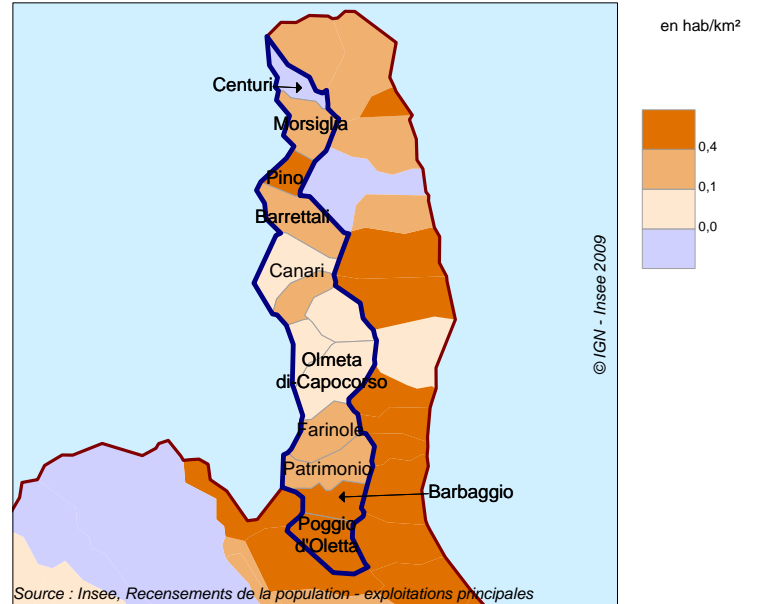 en hab/km²
0,4
0,1
0,0
Centuri
Morsiglia
Pino
Barrettali
Canari
Olmeta
di-Capocorso
Farinole
Patrimonio
Barbaggio
Poggio
d'Oletta
© IGN - Insee 2009
Source : Insee, Recensements de la population - exploitations principales